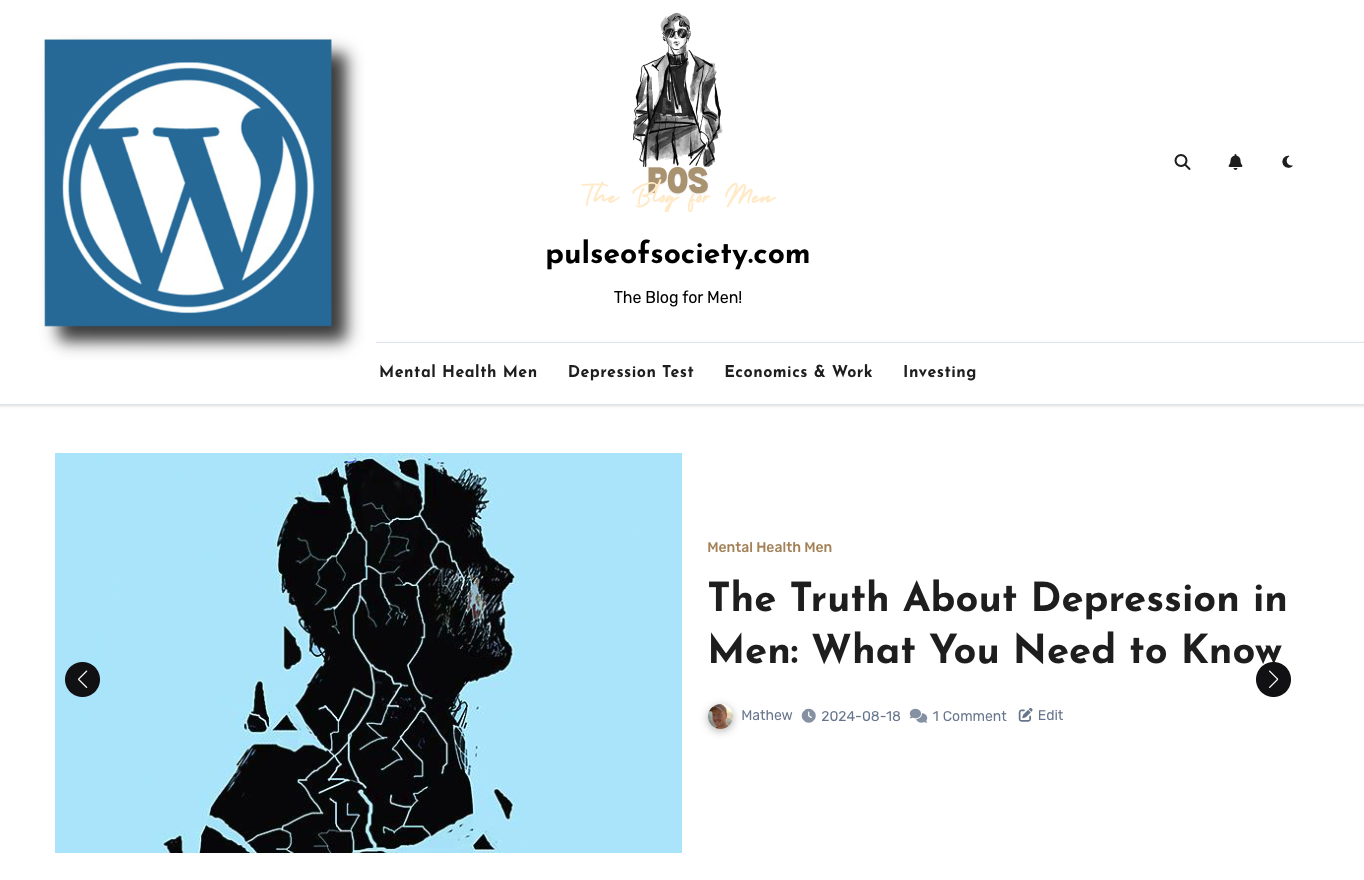 W
POS
The Blog for Men
pulseofsociety.com
The Blog for Men!
Mental Health Men Depression Test Economics & Work Investing
Mental Health Men
The Truth About Depression in
Men: What You Need to Know
Mathew 2024-08-18 1 Comment Edit